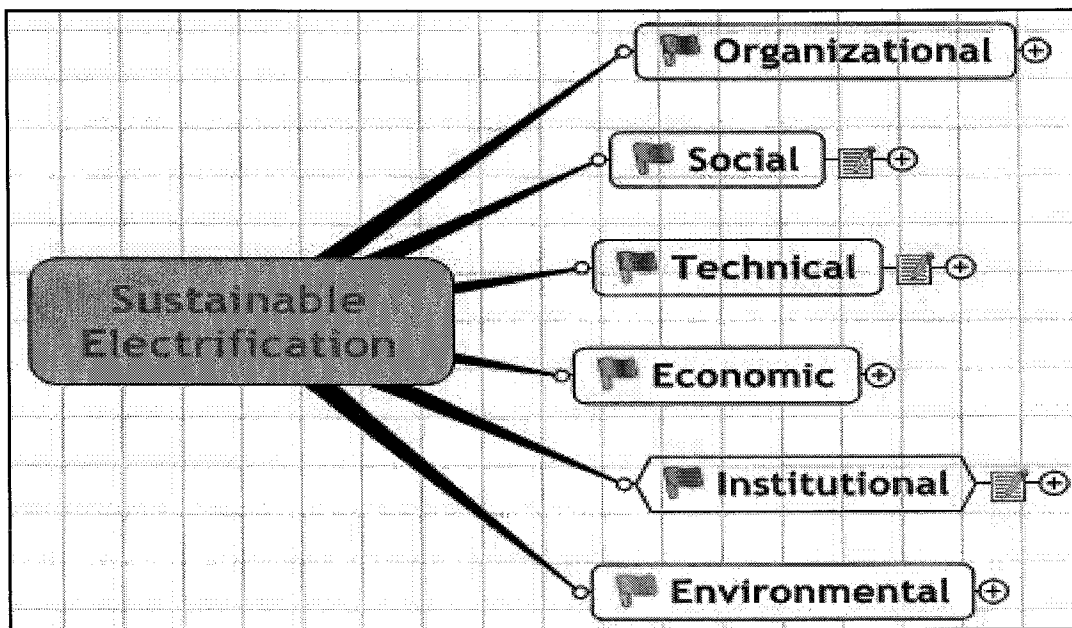 Organizational
Social
Technical
Sustainable
Electrification
Economic
Institutional
Environmental